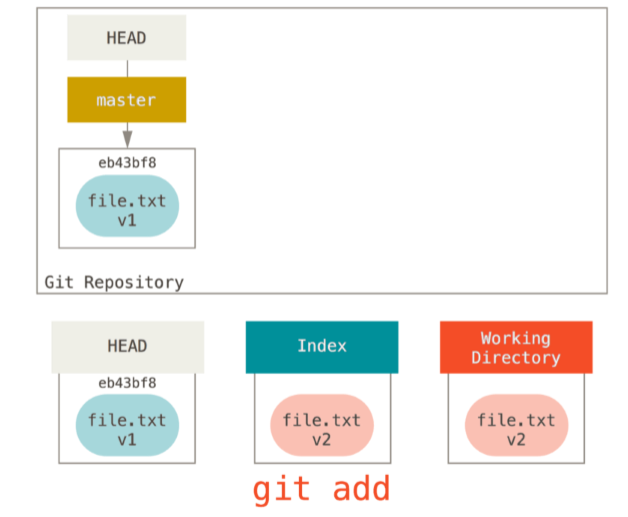 HEAD
master
eb43bf8
file.txt
v1
Git Repository
HEAD
Index
Working
Directory
eb43bf8
file.txt
v1
file.txt
v2
file.txt
v2
git add